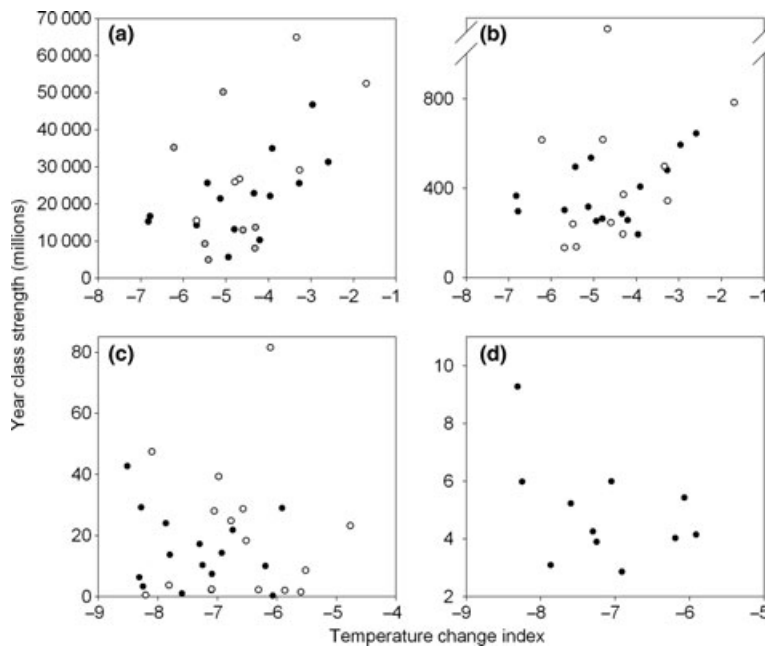 Year class strength (millions)
(a)
70 000
60 000
50 000
40 000
30 000
20 000
10 000
0
–8 –7 –6 –5 –4 –3 –2 –1
(b)
800
400
0
–8 –7 –6 –5 –4 –3 –2 –1
(c)
80
60
40
20
0
–9 –8 –7 –6 –5 –4
(d)
10
8
6
4
2
–9 –8 –7 –6 –5
Temperature change index